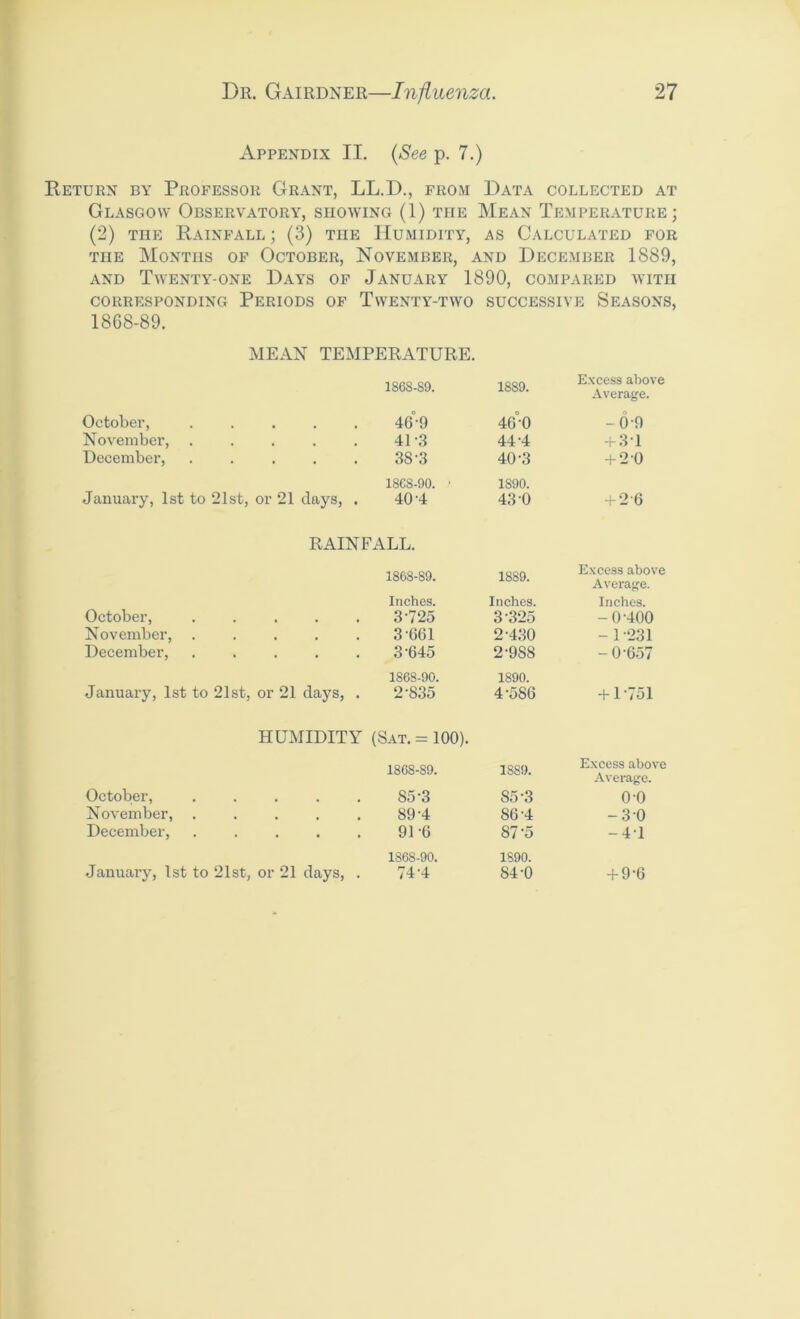 Dr. Gairdner—Influenza. 27
Appendix II. (See p. 7.)
Return by Professor Grant, LL.D., from Data collected at
Glasgow Observatory, showing (1) the Mean Temperature;
(2) the Rainfall; (3) the Humidity, as Calculated for
the Months of October, November, and December 1889,
and Twenty-one Days of January 1890, compared with
corresponding Periods of Twenty-two successive Seasons,
1868-89.
MEAN TEMPERATURE.
1868-89. 1889. Excess above Average.
October, . . . . . 46°·9 46°·0 -0°·9
November, . . . . . 41·3 44·4 +3·1
December, . . . . . 38·3 40·3 +2·0
1868-90. 1890.
January, 1st to 21st, or 21 days, . 40·4 43·0 +2·6
RAINFALL.
1868-89. 1889. Excess above Average.
Inches. Inches. Inches.
October, . . . . . 3·725 3·325 -0·400
November, . . . . . 3·661 2·430 -1·231
December, . . . . . 3·645 2·988 -0·657
1868-90. 1890.
January, 1st to 21st, or 21 days, . 2·835 4·586 +1·751
HUMIDITY (Sat. = 100).
1868-89. 1889. Excess above Average.
October, . . . . . 85·3 85·3 0·0
November, . . . . . 89·4 86·4 -3·0
December, . . . . . 91·6 87·5 -4·1
1868-90. 1890.
January, 1st to 21st, or 21 days, . 74·4 84·0 +9·6